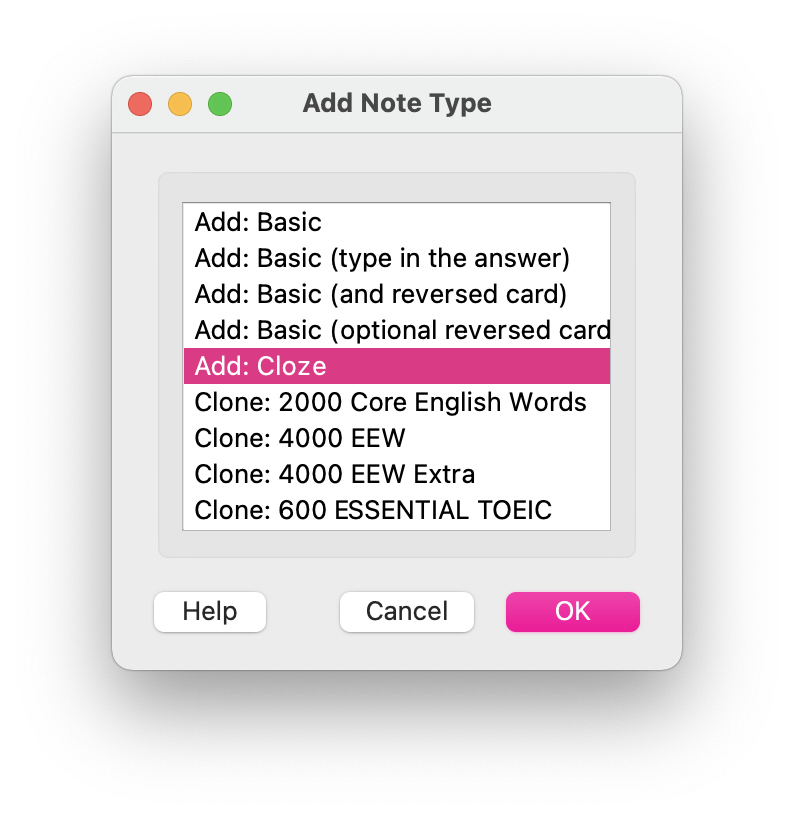 Add Note Type
Add: Basic
Add: Basic (type in the answer)
Add: Basic (and reversed card)
Add: Basic (optional reversed card
Add: Cloze
Clone: 2000 Core English Words
Clone: 4000 EEW
Clone: 4000 EEW Extra
Clone: 600 ESSENTIAL TOEIC
Help Cancel OK